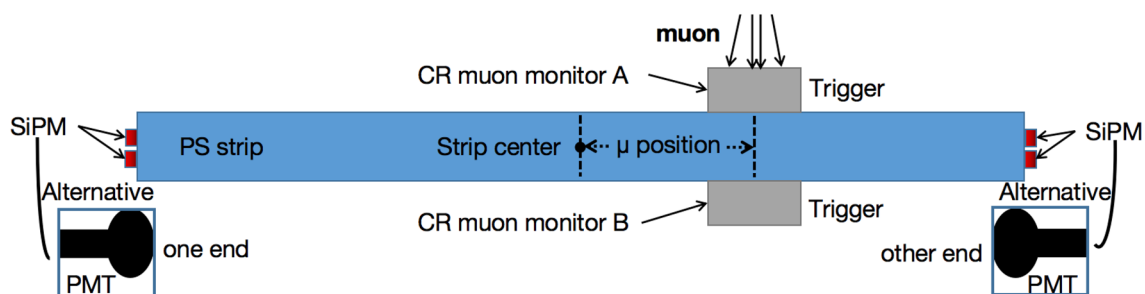 muon
CR muon monitor A
Trigger
SiPM
PS strip
Strip center
μ position
SiPM
Alternative
CR muon monitor B
Trigger
Alternative
one end
other end
PMT
PMT